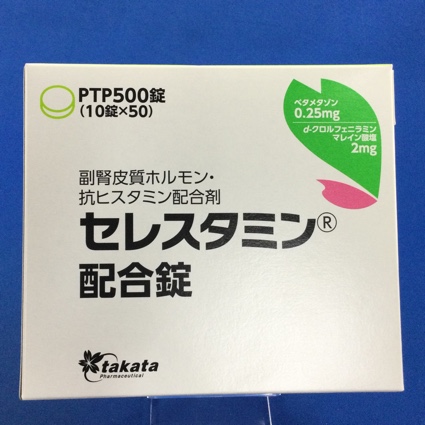 PTP500錠
(10錠×50)
ベタメタゾン
0.25mg
d-クロルフェニラミン
マレイン酸塩
2mg
副腎皮質ホルモン・
抗ヒスタミン配合剤
セレスタミン®
配合錠
takata
Pharmaceutical